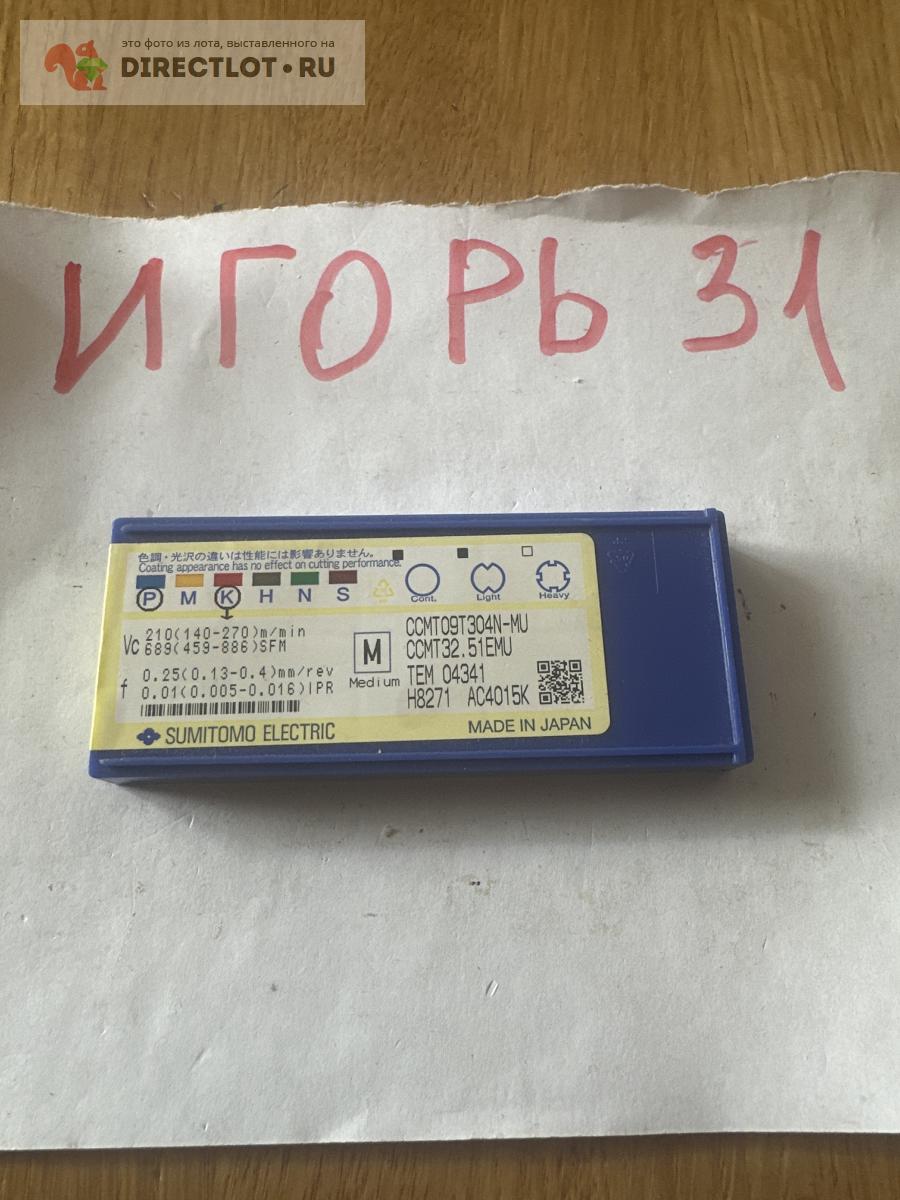 это фото из лота, выставленного на
DIRECTLOT•RU
ИГОРЬ 31
色調・光沢の違いは性能には影響ありません。
Coating appearance has no effect on cutting performance.
P M K H N S
Cont. Light Heavy
Vc 210(140-270)m/min
689(459-886)SFM
f 0.25(0.13-0.4)mm/rev
0.01(0.005-0.016)IPR
M
Medium
CCMT09T304N-MU
CCMT32.51EMU
TEM 04341
H8271 AC4015K
SUMITOMO ELECTRIC
MADE IN JAPAN